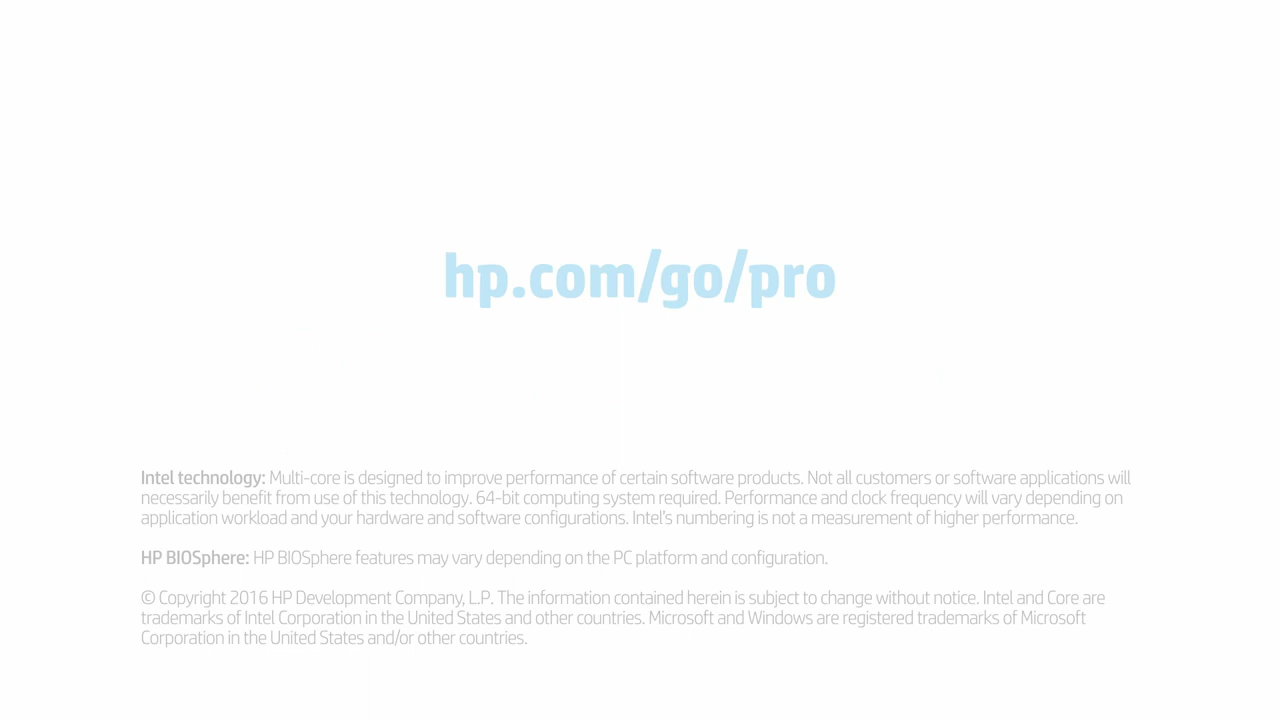 hp.com/go/pro
Intel technology: Multi-core is designed to improve performance of certain software products. Not all customers or software applications will
necessarily benefit from use of this technology. 64-bit computing system required. Performance and clock frequency will vary depending on
application workload and your hardware and software configurations. Intel's numbering is not a measurement of higher performance.
HP BIOSphere: HP BIOSphere features may vary depending on the PC platform and configuration.
© Copyright 2016 HP Development Company, L.P. The information contained herein is subject to change without notice. Intel and Core are
trademarks of Intel Corporation in the United States and other countries. Microsoft and Windows are registered trademarks of Microsoft
Corporation in the United States and/or other countries.